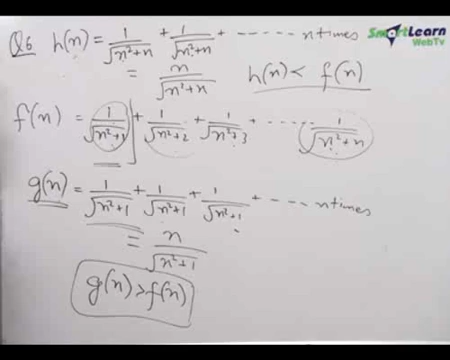 Q6 h(n) = 1/√(n²+n) + 1/√(n²+n) + ----- n times
= n/√(n²+n)
h(n) < f(n)
f(n) = 1/√(n²+1) + 1/√(n²+2) + 1/√(n²+3) + ------ 1/√(n²+n)
g(n) = 1/√(n²+1) + 1/√(n²+1) + 1/√(n²+1) + ---- n times
= n/√(n²+1)
g(n) > f(n)
SmartLearn
WebTv